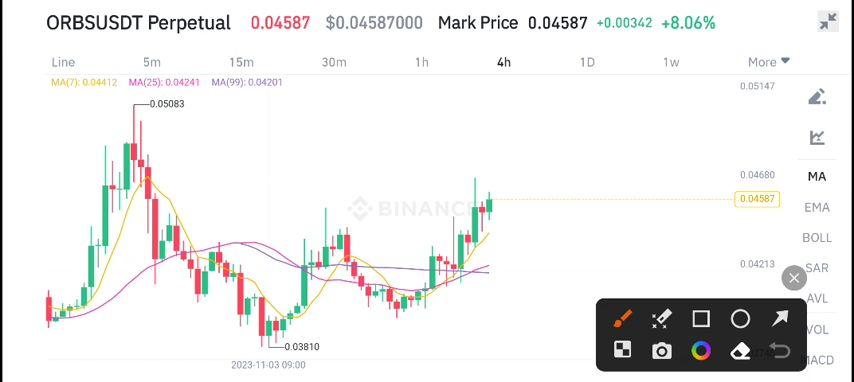 ORBSUSDT Perpetual 0.04587 $0.04587000 Mark Price 0.04587 +0.00342 +8.06%
Line 5m 15m 30m 1h 4h 1D 1w More
MA(7): 0.04412 MA(25): 0.04241 MA(99): 0.04201
0.05147
0.05083
0.04680
MA
0.04587
BINANCE
EMA
BOLL
0.04213
SAR
AVL
VOL
0.03810
MACD
2023-11-03 09:00